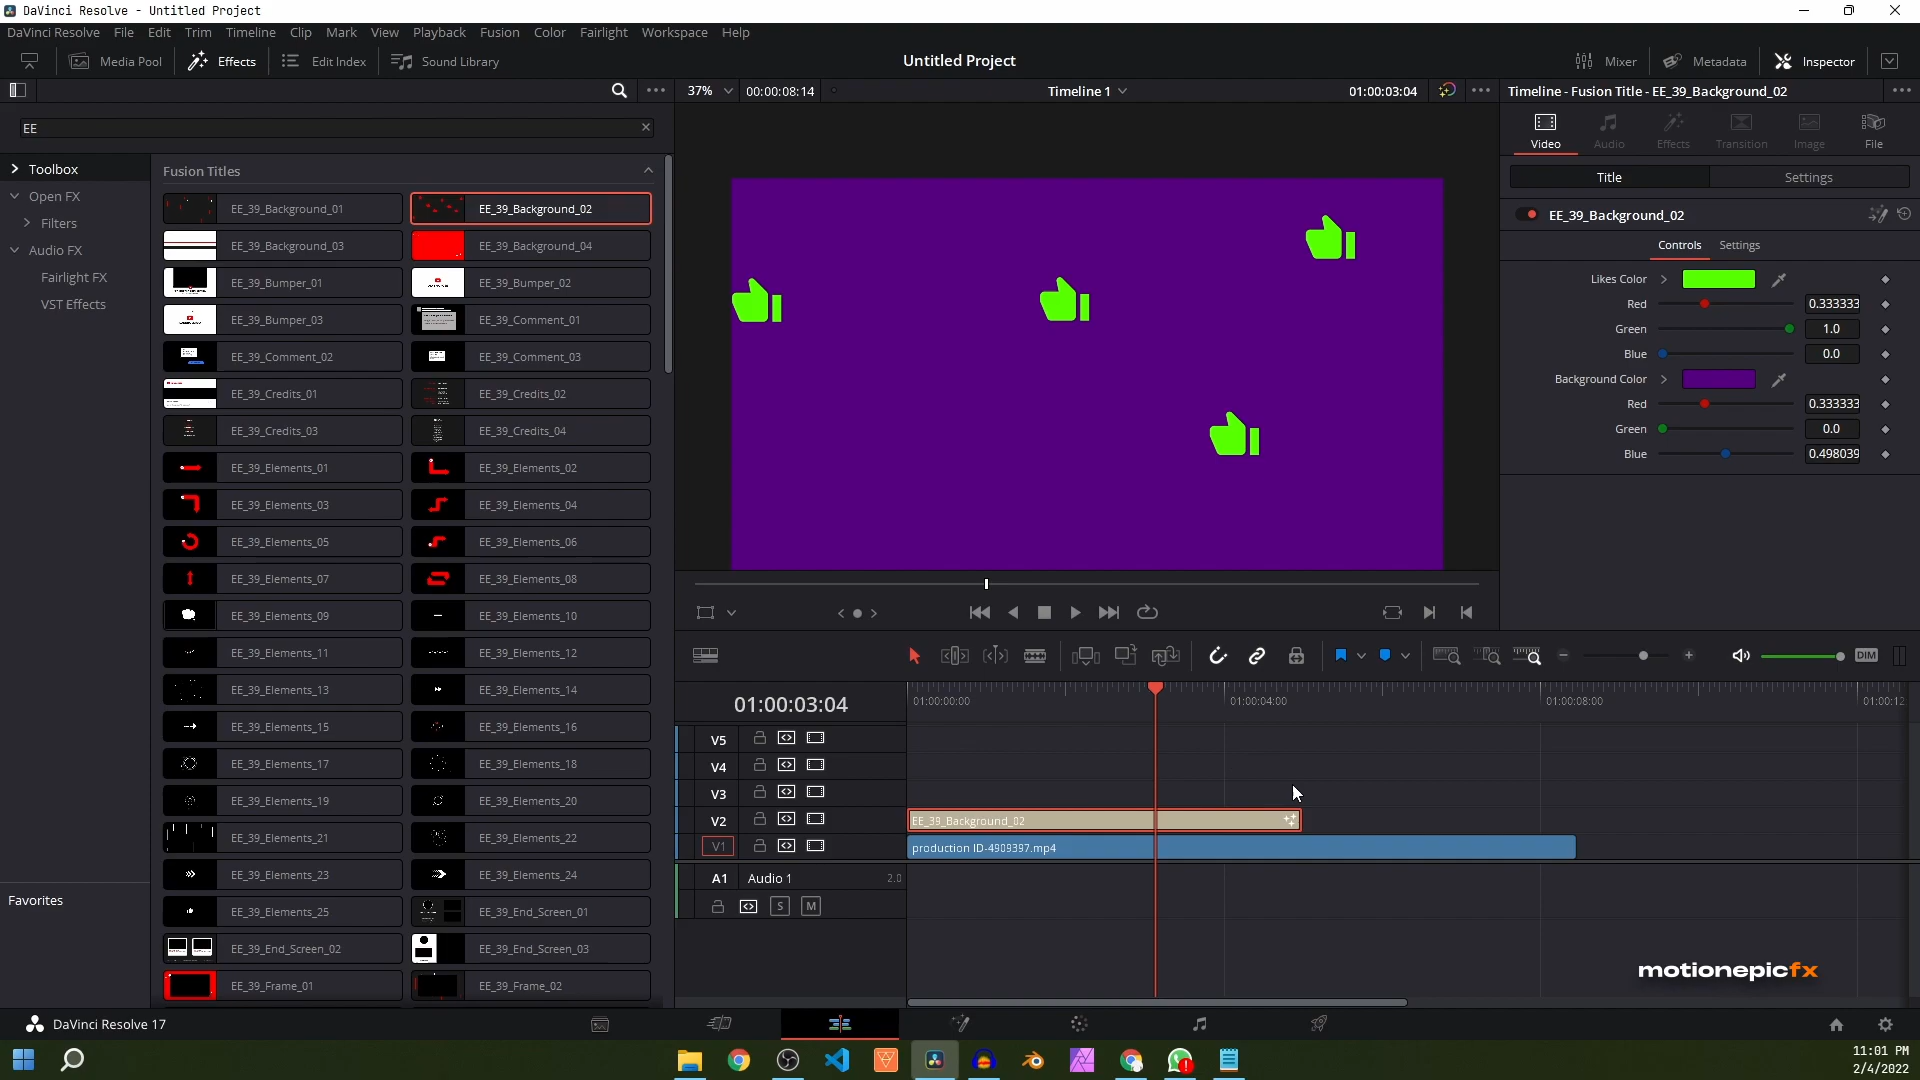 DaVinci Resolve - Untitled Project
DaVinci Resolve File Edit Trim Timeline Clip Mark View Playback Fusion Color Fairlight Workspace Help
Media Pool Effects Edit Index Sound Library Untitled Project Mixer Metadata Inspector
37% 00:00:08:14 Timeline 1 01:00:03:04 Timeline - Fusion Title - EE_39_Background_02
EE
Video Audio Effects Transition Image File
Title Settings
EE_39_Background_02
Controls Settings
Likes Color
Red 0.333333
Green 1.0
Blue 0.0
Background Color
Red 0.333333
Green 0.0
Blue 0.498039
Toolbox
Open FX
Filters
Audio FX
Fairlight FX
VST Effects
Favorites
Fusion Titles
EE_39_Background_01 EE_39_Background_02
EE_39_Background_03 EE_39_Background_04
EE_39_Bumper_01 EE_39_Bumper_02
EE_39_Bumper_03 EE_39_Comment_01
EE_39_Comment_02 EE_39_Comment_03
EE_39_Credits_01 EE_39_Credits_02
EE_39_Credits_03 EE_39_Credits_04
EE_39_Elements_01 EE_39_Elements_02
EE_39_Elements_03 EE_39_Elements_04
EE_39_Elements_05 EE_39_Elements_06
EE_39_Elements_07 EE_39_Elements_08
EE_39_Elements_09 EE_39_Elements_10
EE_39_Elements_11 EE_39_Elements_12
EE_39_Elements_13 EE_39_Elements_14
EE_39_Elements_15 EE_39_Elements_16
EE_39_Elements_17 EE_39_Elements_18
EE_39_Elements_19 EE_39_Elements_20
EE_39_Elements_21 EE_39_Elements_22
EE_39_Elements_23 EE_39_Elements_24
EE_39_Elements_25 EE_39_End_Screen_01
EE_39_End_Screen_02 EE_39_End_Screen_03
EE_39_Frame_01 EE_39_Frame_02
DIM
01:00:03:04 01:00:00:00 01:00:04:00 01:00:08:00 01:00:12
V5
V4
V3
V2 EE_39_Background_02
V1 production ID-4909397.mp4
A1 Audio 1 2.0
S M
motionepicfx
DaVinci Resolve 17
11:01 PM
2/4/2022